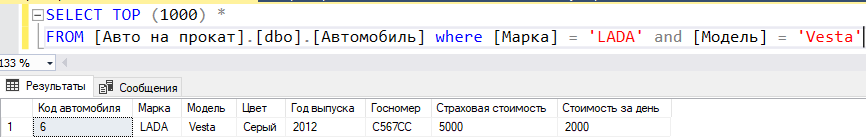 SELECT TOP (1000) *
FROM [Авто на прокат].[dbo].[Автомобиль] where [Марка] = 'LADA' and [Модель] = 'Vesta'
133 %
Результаты Сообщения
Код автомобиля Марка Модель Цвет Год выпуска Госномер Страховая стоимость Стоимость за день
1 6 LADA Vesta Серый 2012 C567CC 5000 2000